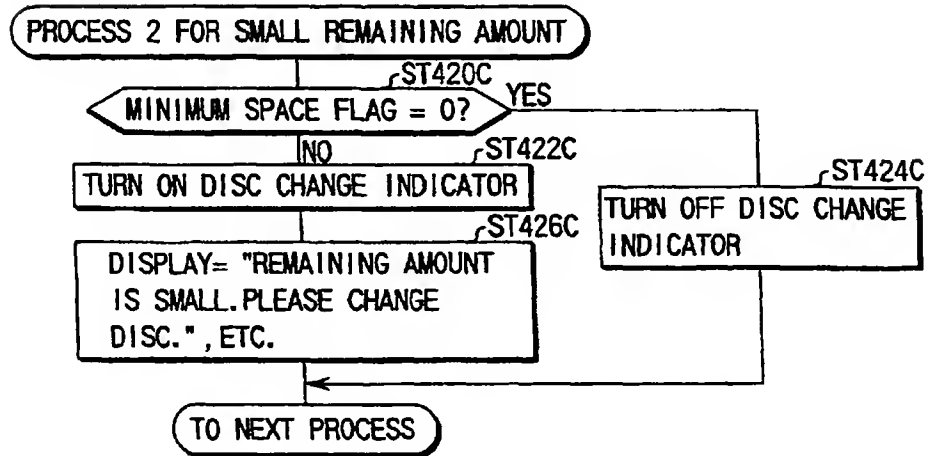 PROCESS 2 FOR SMALL REMAINING AMOUNT
ST420C
MINIMUM SPACE FLAG = 0?
YES
NO
ST422C
TURN ON DISC CHANGE INDICATOR
ST424C
TURN OFF DISC CHANGE
INDICATOR
ST426C
DISPLAY= "REMAINING AMOUNT
IS SMALL.PLEASE CHANGE
DISC.", ETC.
TO NEXT PROCESS